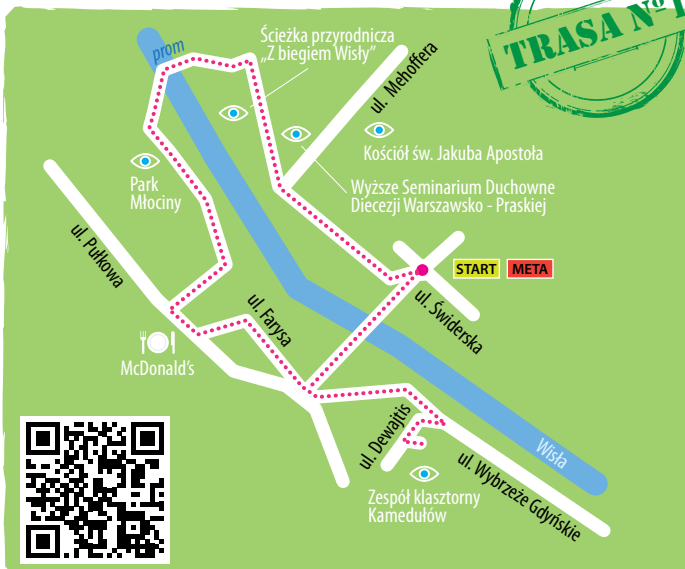 TRASA Nº 1
prom
Ścieżka przyrodnicza
„Z biegiem Wisły”
ul. Mehoffera
Kościół św. Jakuba Apostoła
Park
Młociny
Wyższe Seminarium Duchowne
Diecezji Warszawsko - Praskiej
ul. Pułkowa
START META
ul. Świderska
ul. Farysa
McDonald's
ul. Dewajtis
Wisła
ul. Wybrzeże Gdyńskie
Zespół klasztorny
Kamedułów